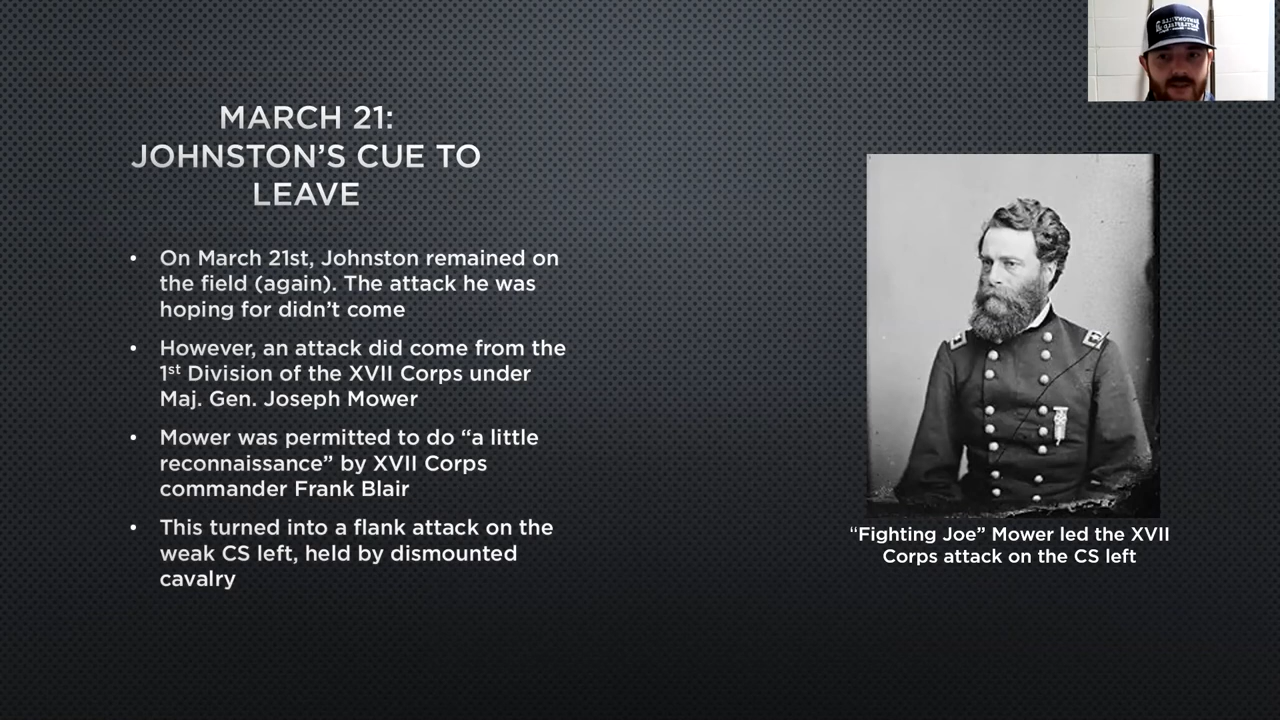 MARCH 21:
JOHNSTON’S CUE TO
LEAVE
• On March 21st, Johnston remained on
the field (again). The attack he was
hoping for didn’t come
• However, an attack did come from the
1st Division of the XVII Corps under
Maj. Gen. Joseph Mower
• Mower was permitted to do “a little
reconnaissance” by XVII Corps
commander Frank Blair
• This turned into a flank attack on the
weak CS left, held by dismounted
cavalry
“Fighting Joe” Mower led the XVII
Corps attack on the CS left